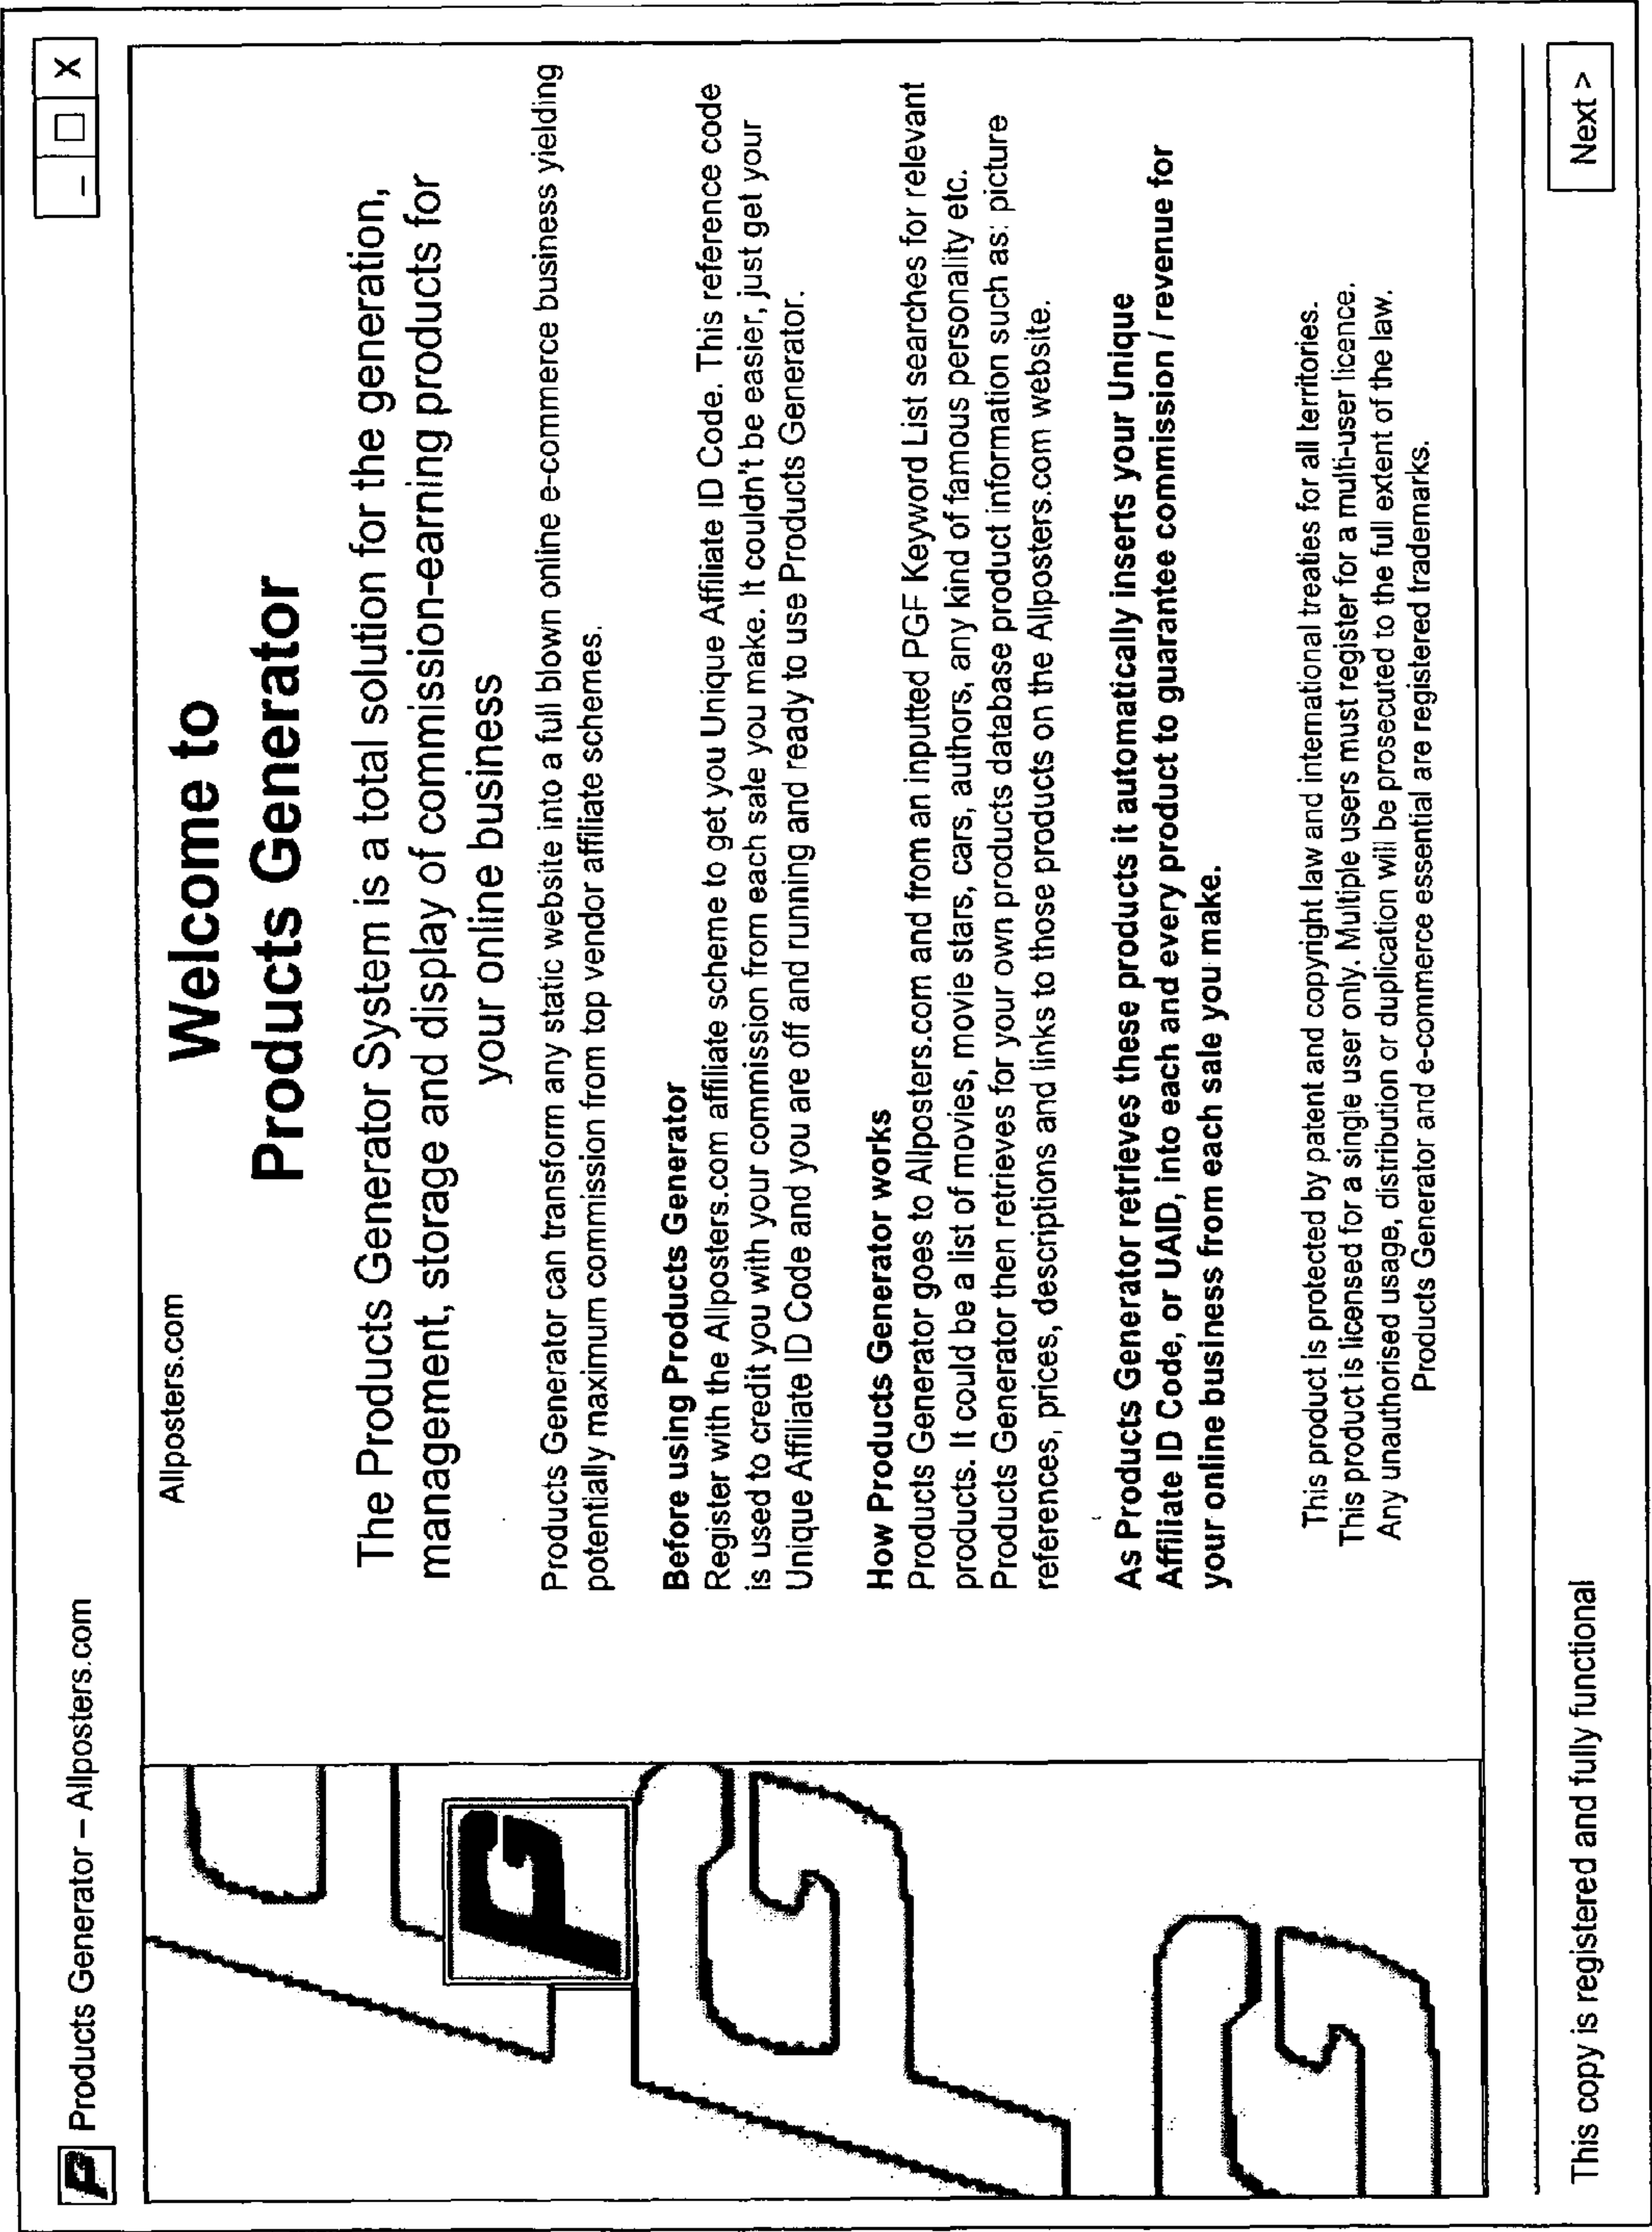 PG Products Generator – Allposters.com
_ □ X
Allposters.com
Welcome to
Products Generator
The Products Generator System is a total solution for the generation,
management, storage and display of commission-earning products for
your online business
Products Generator can transform any static website into a full blown online e-commerce business yielding
potentially maximum commission from top vendor affiliate schemes.
Before using Products Generator
Register with the Allposters.com affiliate scheme to get you Unique Affiliate ID Code. This reference code
is used to credit you with your commission from each sale you make. It couldn't be easier, just get your
Unique Affiliate ID Code and you are off and running and ready to use Products Generator.
How Products Generator works
Products Generator goes to Allposters.com and from an inputted PGF Keyword List searches for relevant
products. It could be a list of movies, movie stars, cars, authors, any kind of famous personality etc.
Products Generator then retrieves for your own products database product information such as: picture
references, prices, descriptions and links to those products on the Allposters.com website.
As Products Generator retrieves these products it automatically inserts your Unique
Affiliate ID Code, or UAID, into each and every product to guarantee commission / revenue for
your online business from each sale you make.
This product is protected by patent and copyright law and international treaties for all territories.
This product is licensed for a single user only. Multiple users must register for a multi-user licence.
Any unauthorised usage, distribution or duplication will be prosecuted to the full extent of the law.
Products Generator and e-commerce essential are registered trademarks.
PG
This copy is registered and fully functional
Next >